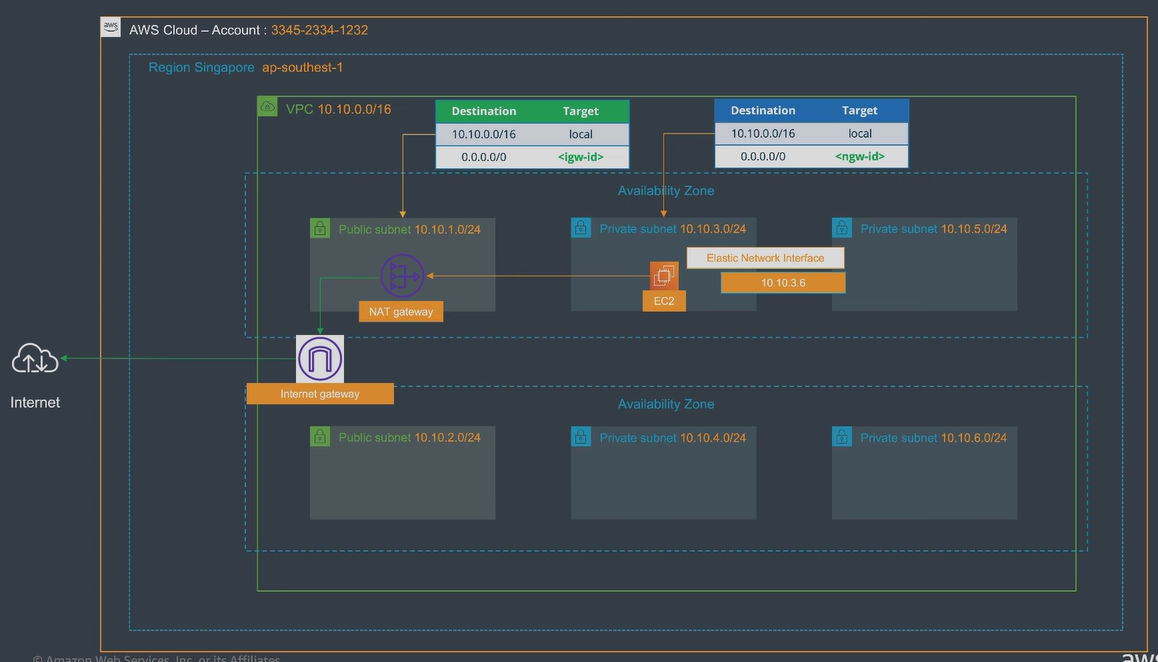 aws
AWS Cloud – Account : 3345-2334-1232
Region Singapore ap-southest-1
VPC 10.10.0.0/16
Destination Target
10.10.0.0/16 local
0.0.0.0/0 <igw-id>
Destination Target
10.10.0.0/16 local
0.0.0.0/0 <ngw-id>
Availability Zone
Public subnet 10.10.1.0/24
Private subnet 10.10.3.0/24
Private subnet 10.10.5.0/24
Elastic Network Interface
10.10.3.6
EC2
NAT gateway
Internet gateway
Internet
Availability Zone
Public subnet 10.10.2.0/24
Private subnet 10.10.4.0/24
Private subnet 10.10.6.0/24
© Amazon Web Services, Inc. or its Affiliates
aws